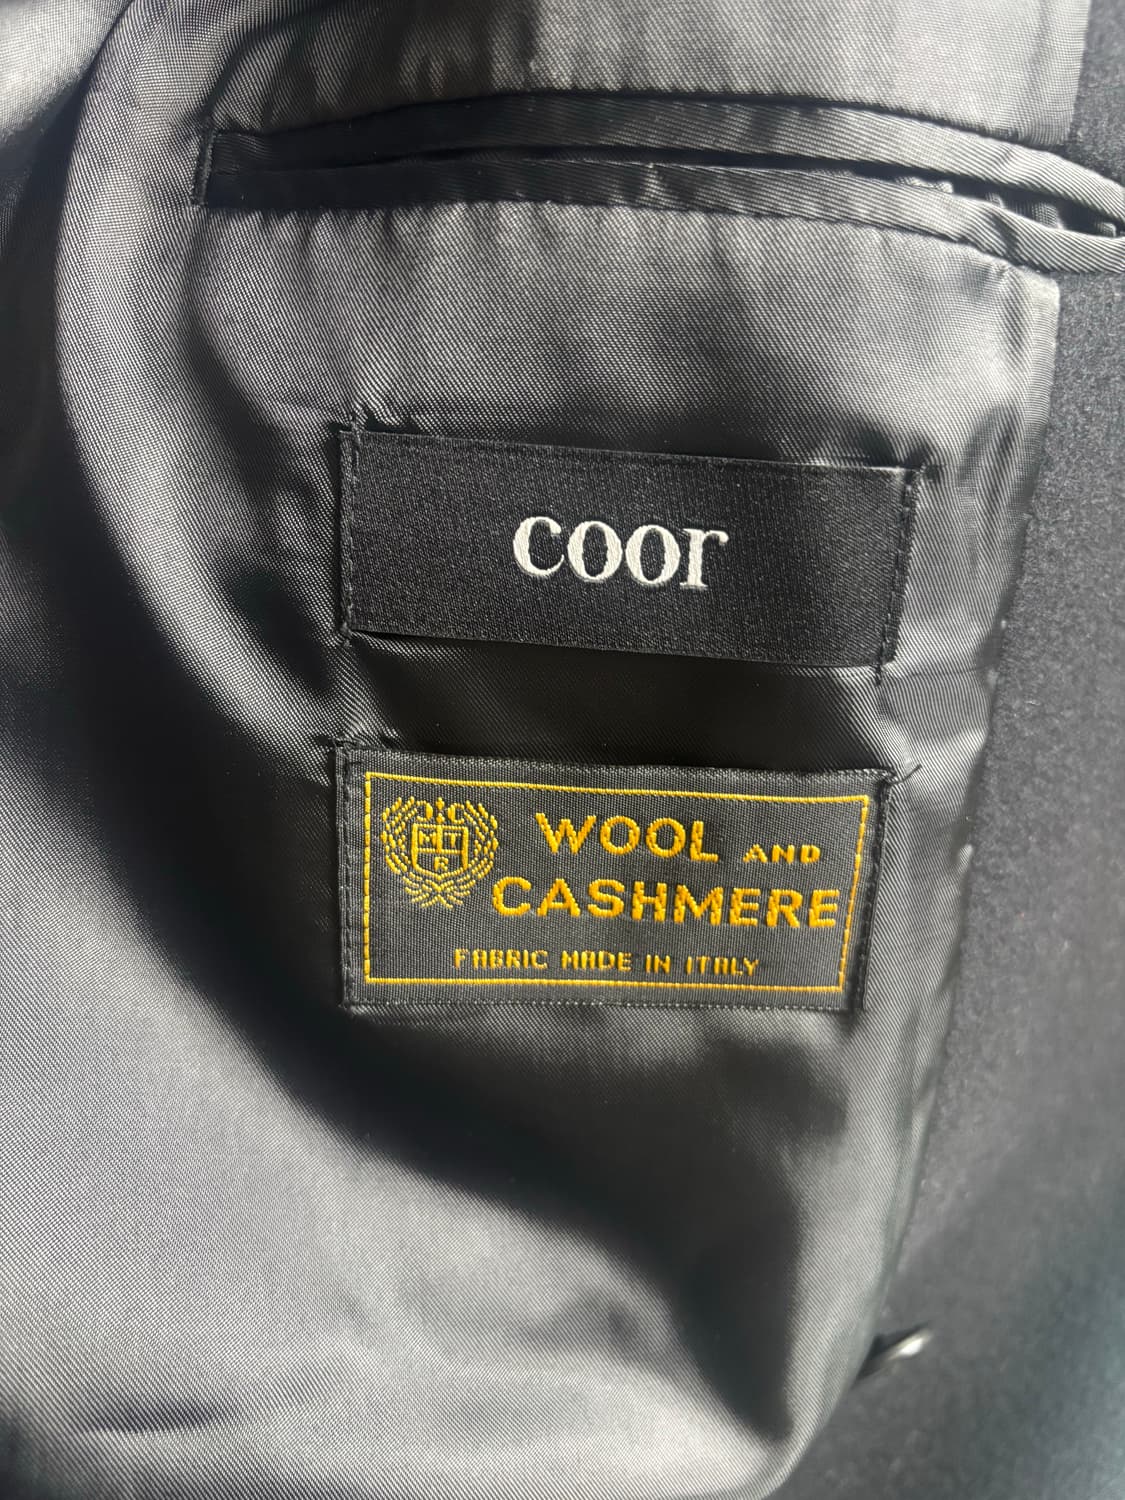 coor
WOOL AND
CASHMERE
FABRIC MADE IN ITALY